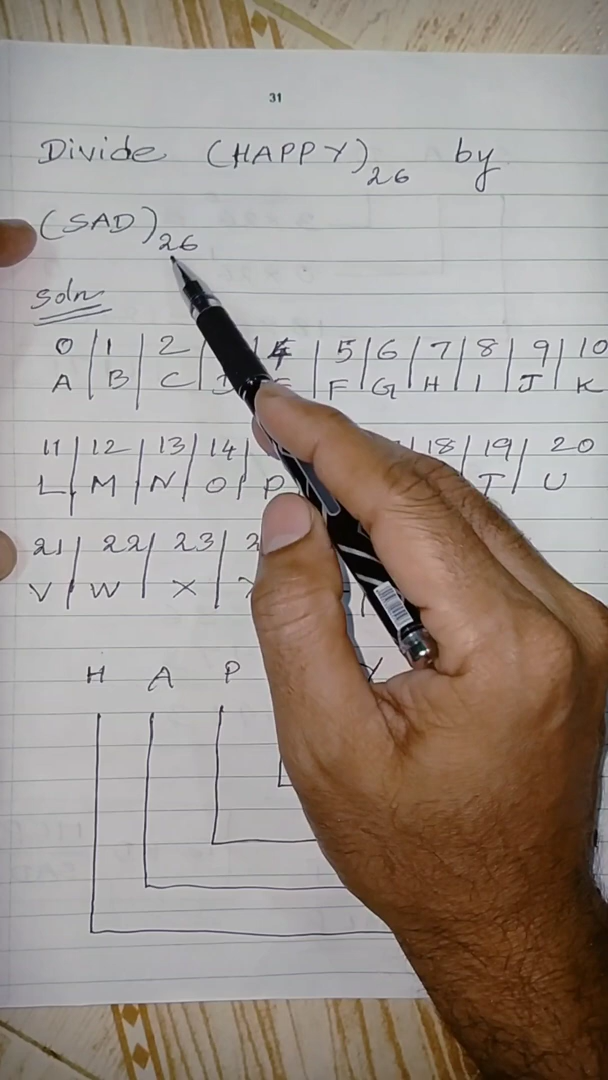 31
Divide (HAPPY)26 by
(SAD)26
Soln
0 | 1 | 2 | 4 | 5 | 6 | 7 | 8 | 9 | 10
A | B | C | D F | G | H | I | J | K
11 | 12 | 13 | 14 | 18 | 19 | 20
L | M | N | O | P T | U
21 | 22 | 23 |
V | W | X
H A P Y